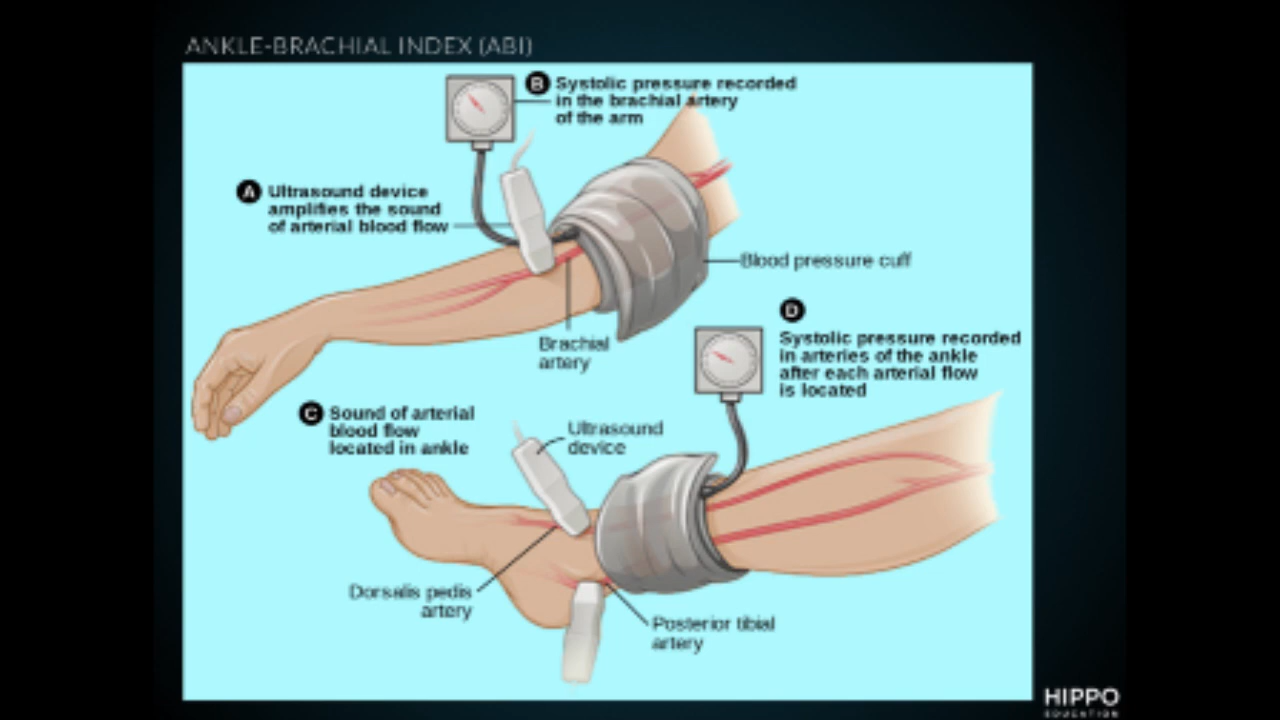 ANKLE-BRACHIAL INDEX (ABI)
B Systolic pressure recorded
in the brachial artery
of the arm
A Ultrasound device
amplifies the sound
of arterial blood flow
Blood pressure cuff
D
Systolic pressure recorded
in arteries of the ankle
after each arterial flow
is located
Brachial
artery
C Sound of arterial
blood flow
located in ankle
Ultrasound
device
Dorsalis pedis
artery
Posterior tibial
artery
HIPPO
EDUCATION